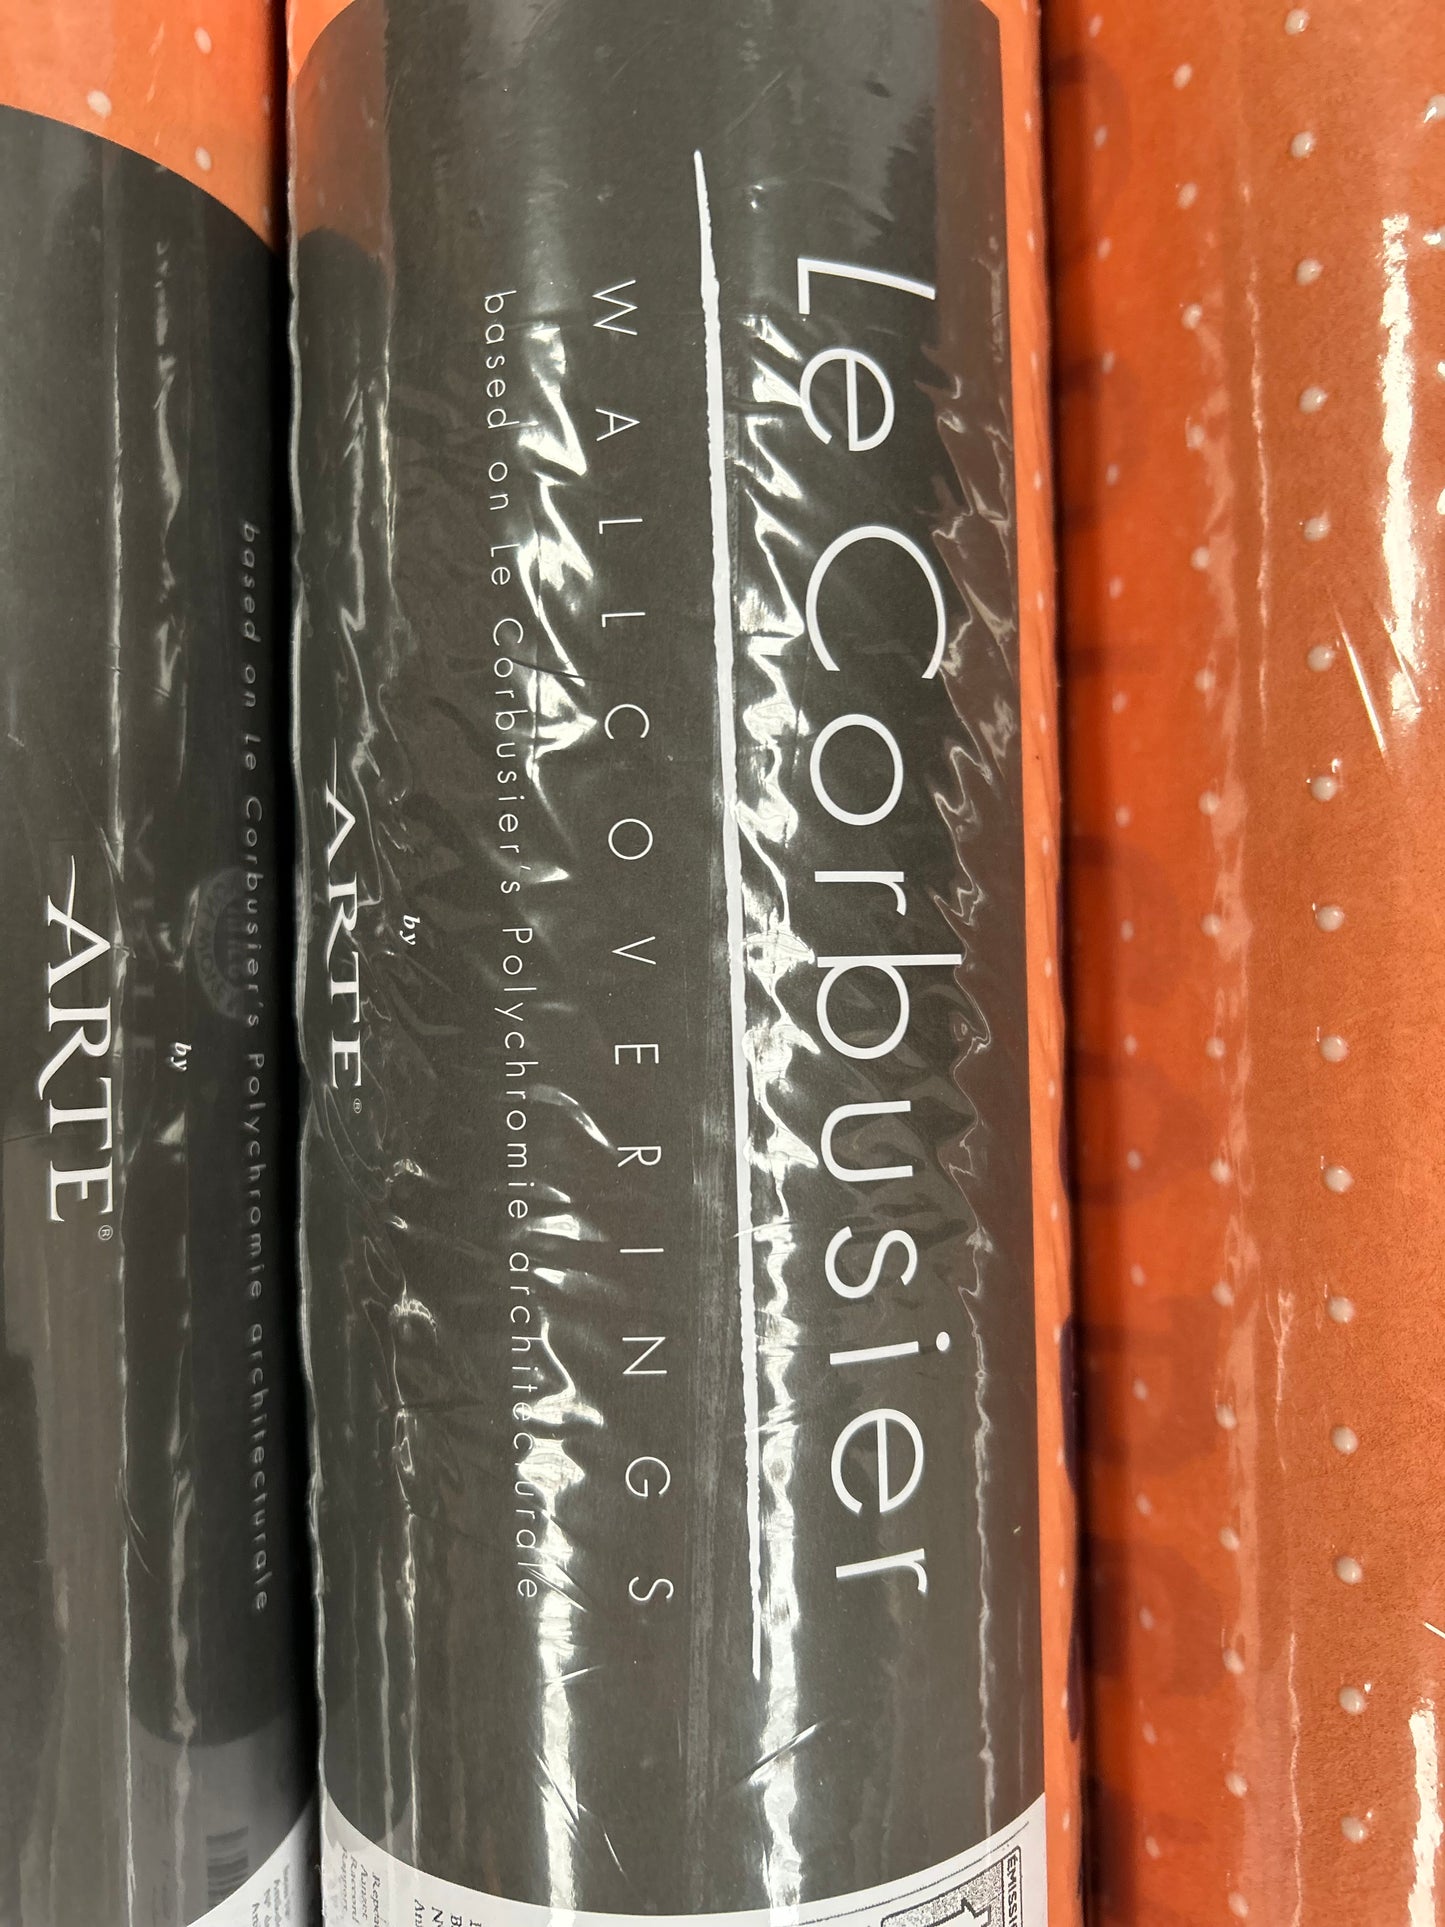 Le Corbusier
WALLCOVERINGS
based on Le Corbusier's Polychromie architecturale
by
ARTE®
based on Le Corbusier's Polychromie architecturale
by
ARTE®